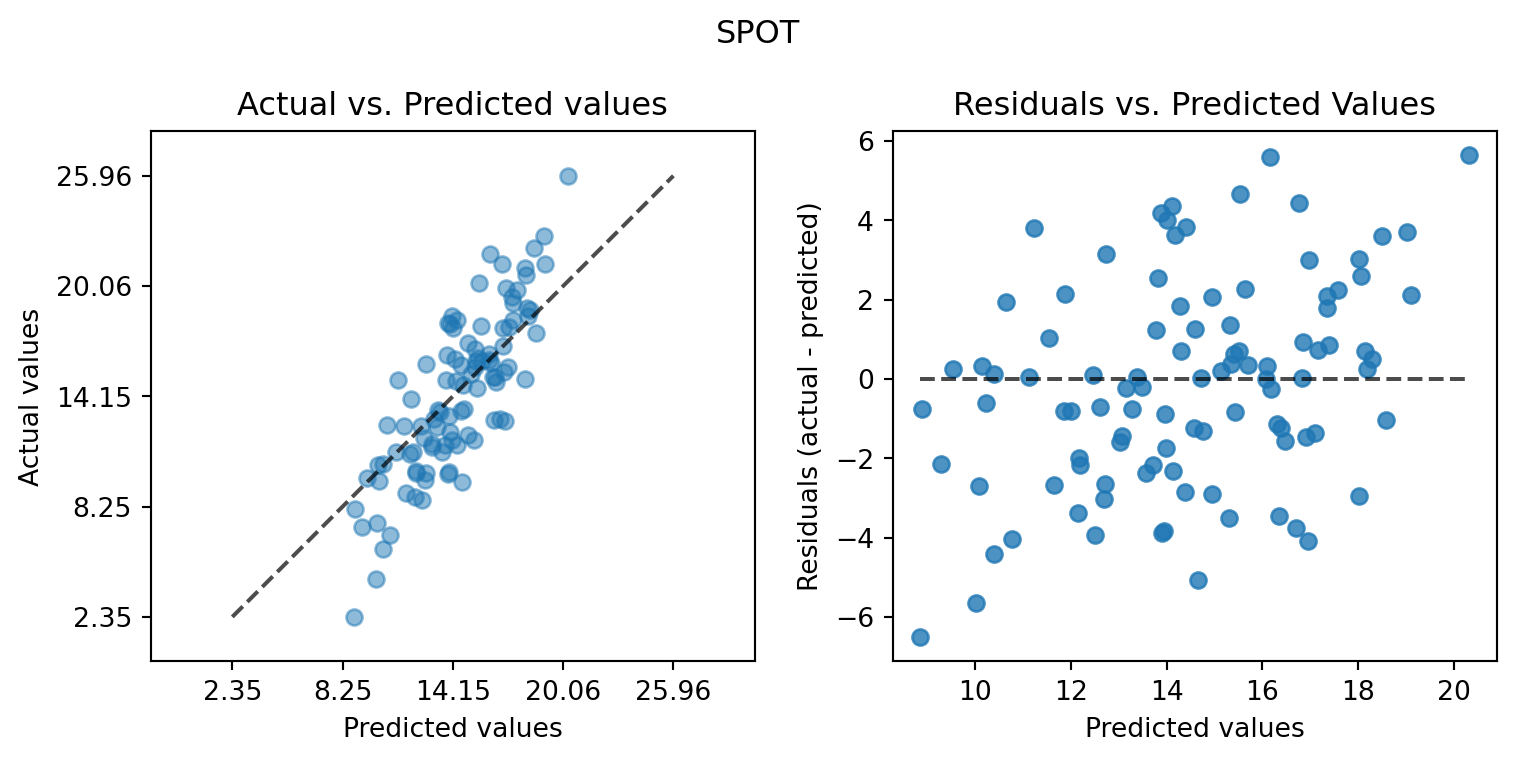 SPOT
Actual vs. Predicted values
25.96
20.06
14.15
8.25
2.35
Actual values
2.35 8.25 14.15 20.06 25.96
Predicted values
Residuals vs. Predicted Values
6
4
2
0
−2
−4
−6
Residuals (actual - predicted)
10 12 14 16 18 20
Predicted values